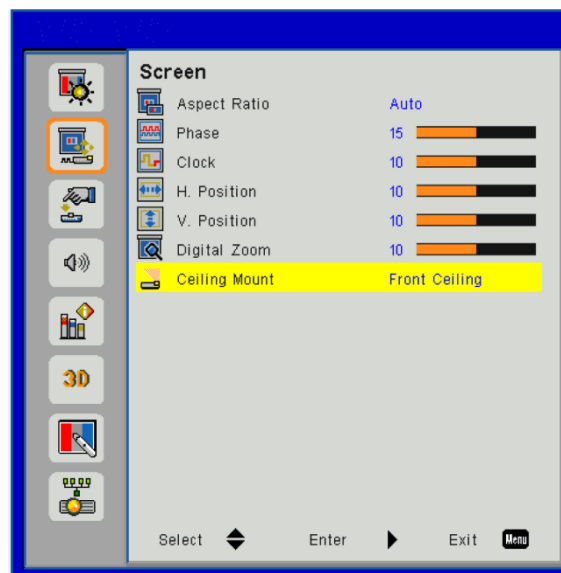 Screen
Aspect Ratio Auto
Phase 15
Clock 10
H. Position 10
V. Position 10
Digital Zoom 10
Ceiling Mount Front Ceiling
3D
Select Enter Exit Menu